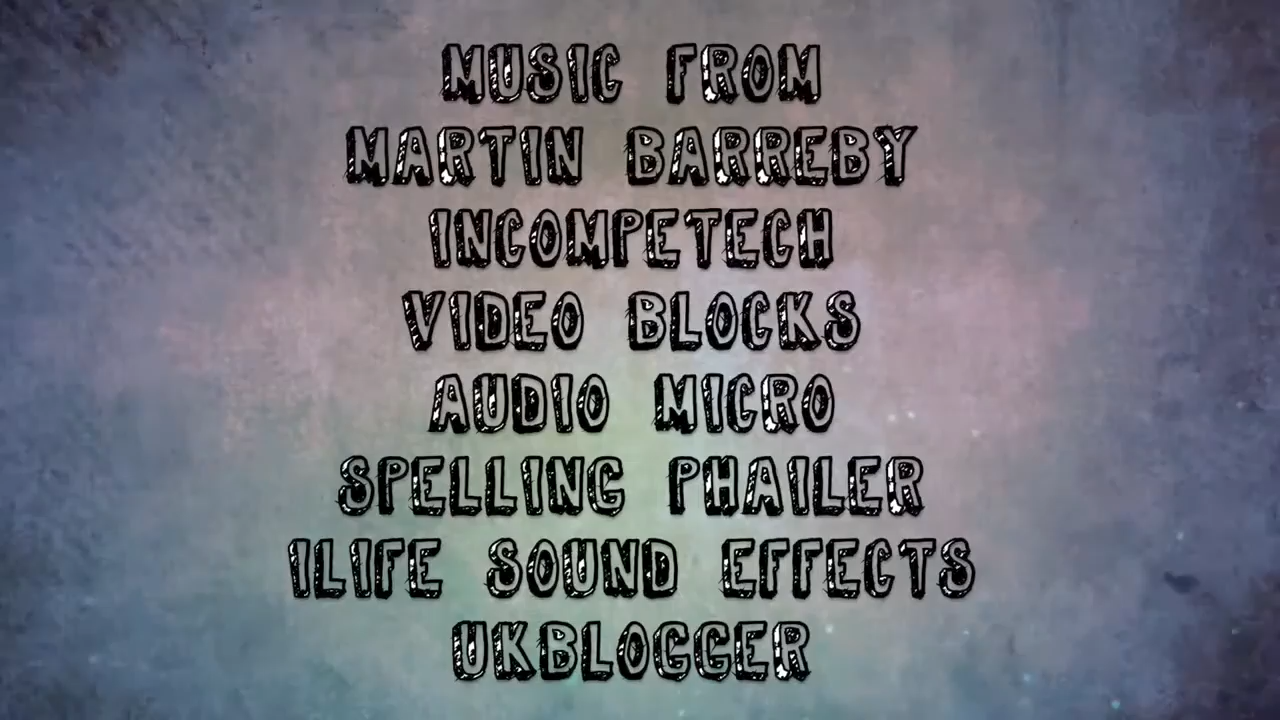 MUSIC FROM
MARTIN BARREBY
INCOMPETECH
VIDEO BLOCKS
AUDIO MICRO
SPELLING PHAILER
ILIFE SOUND EFFECTS
UKBLOGGER